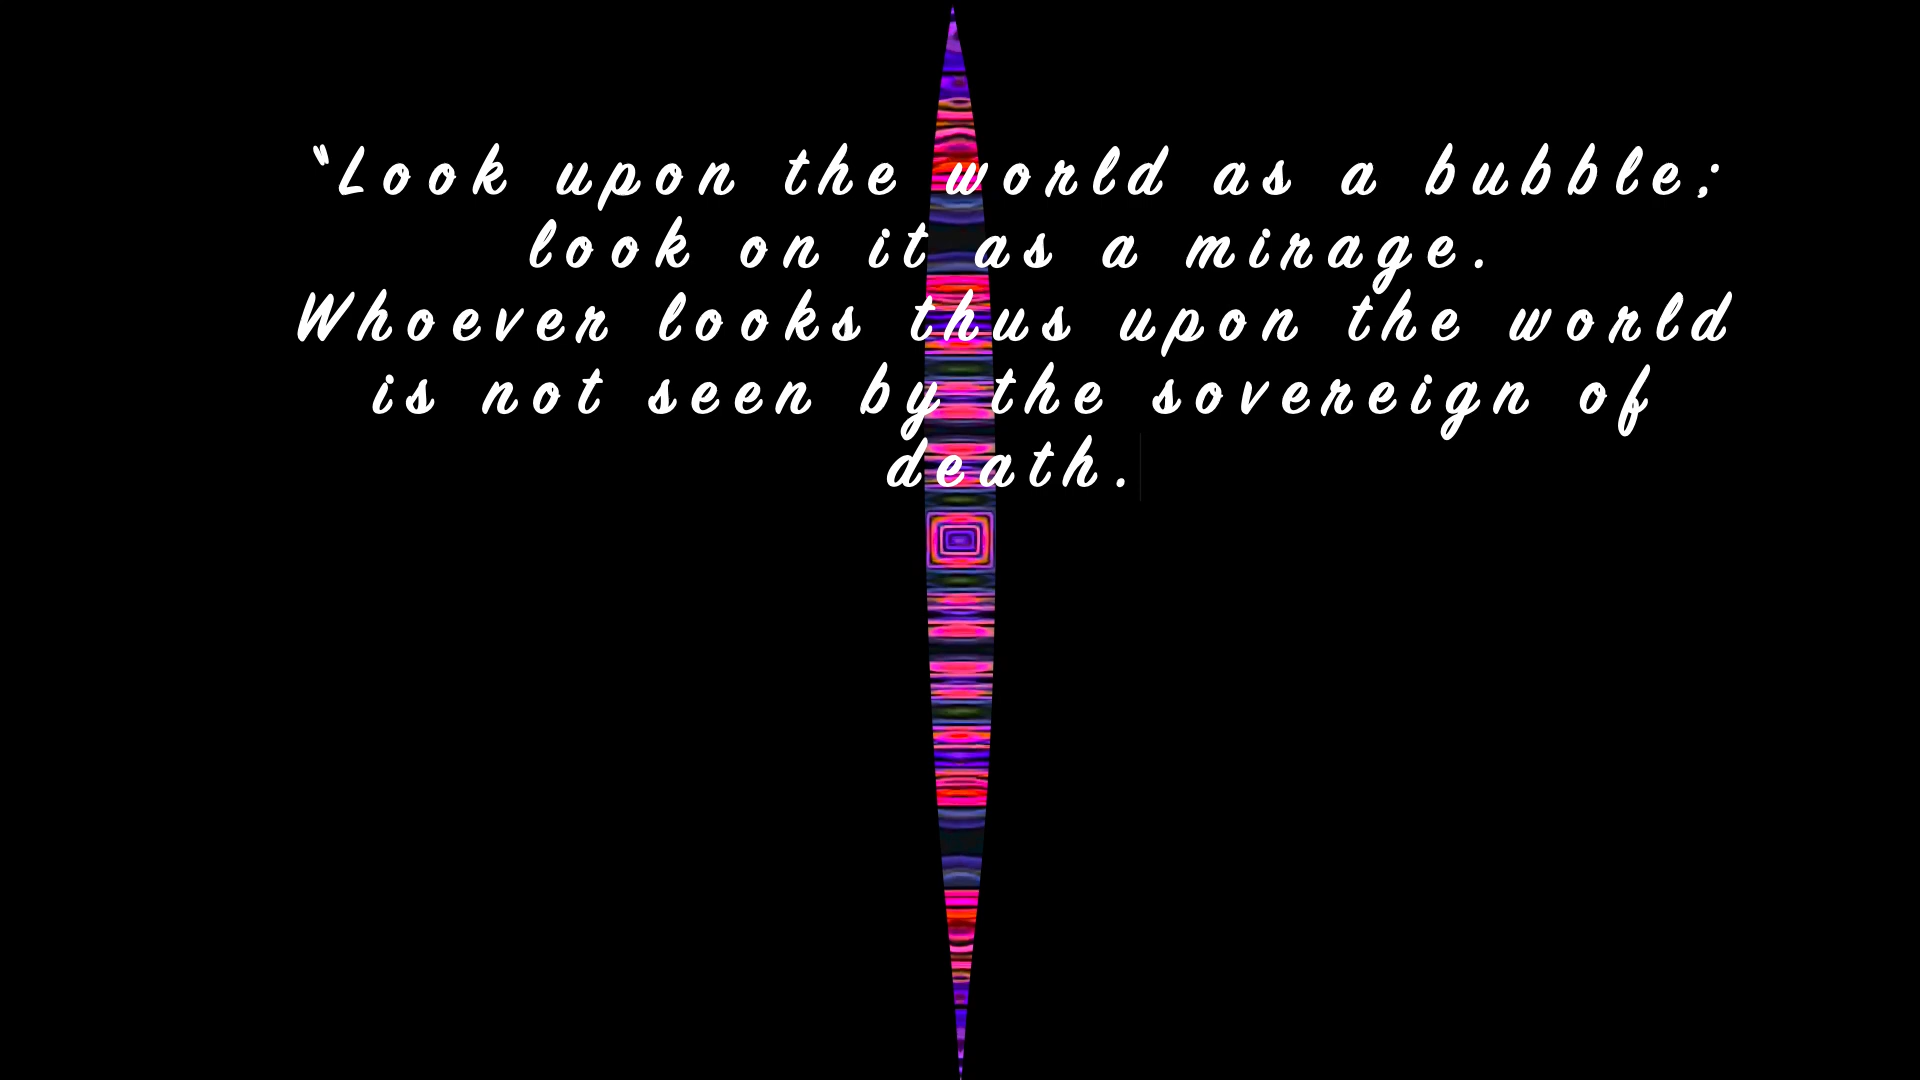 “Look upon the world as a bubble;
look on it as a mirage.
Whoever looks thus upon the world
is not seen by the sovereign of
death.